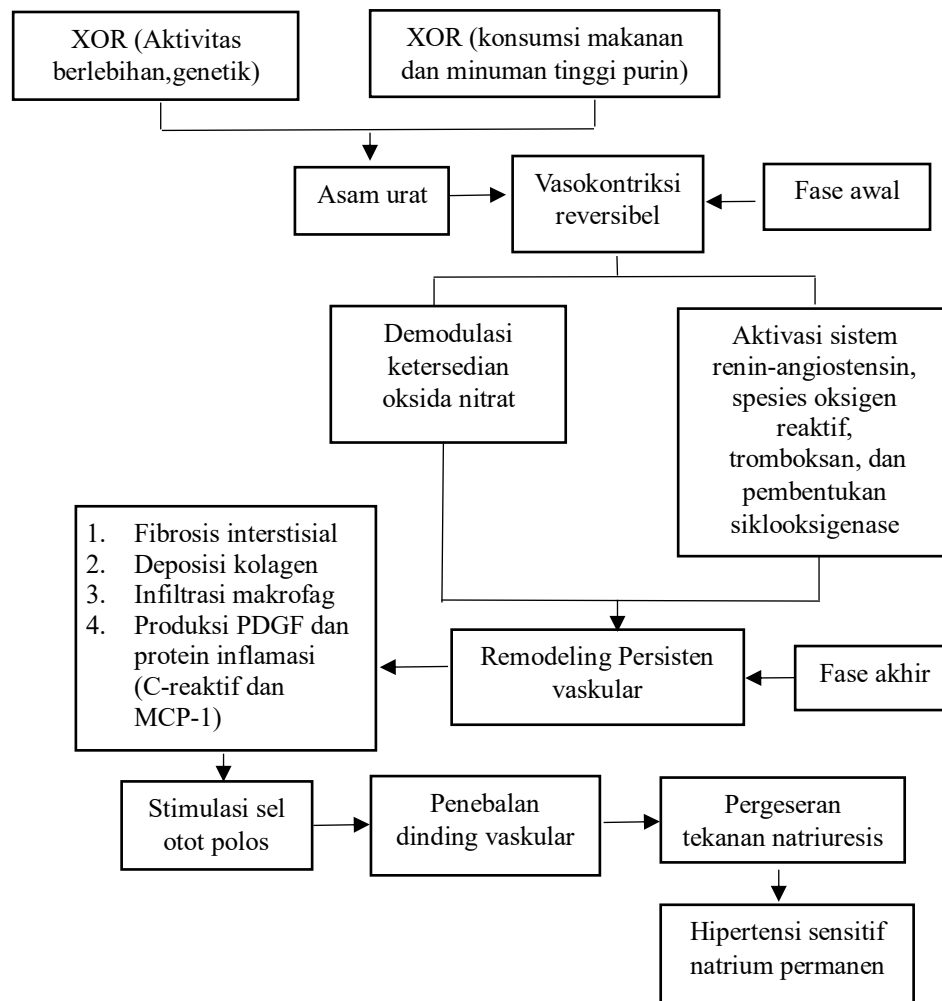 XOR (Aktivitas
berlebihan,genetik)
XOR (konsumsi makanan
dan minuman tinggi purin)
Asam urat
Vasokontriksi
reversibel
Fase awal
Demodulasi
ketersedian
oksida nitrat
Aktivasi sistem
renin-angiostensin,
spesies oksigen
reaktif,
tromboksan, dan
pembentukan
siklooksigenase
1. Fibrosis interstisial
2. Deposisi kolagen
3. Infiltrasi makrofag
4. Produksi PDGF dan
protein inflamasi
(C-reaktif dan
MCP-1)
Remodeling Persisten
vaskular
Fase akhir
Stimulasi sel
otot polos
Penebalan
dinding vaskular
Pergeseran
tekanan natriuresis
Hipertensi sensitif
natrium permanen